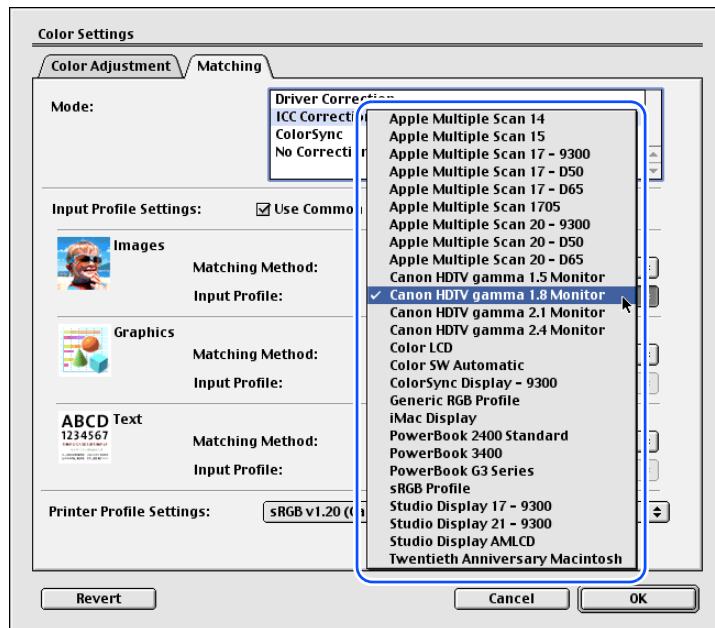 Color Settings
Color Adjustment
Matching
Mode:
Driver Correction
ICC Correcti
ColorSync
No Correcti
Input Profile Settings:
Use Common
Images
Matching Method:
Input Profile:
Graphics
Matching Method:
Input Profile:
ABCD
1234567
Text
Matching Method:
Input Profile:
Printer Profile Settings:
sRGB v1.20 (Ca
Apple Multiple Scan 14
Apple Multiple Scan 15
Apple Multiple Scan 17 - 9300
Apple Multiple Scan 17 - D50
Apple Multiple Scan 17 - D65
Apple Multiple Scan 1705
Apple Multiple Scan 20 - 9300
Apple Multiple Scan 20 - D50
Apple Multiple Scan 20 - D65
Canon HDTV gamma 1.5 Monitor
✓ Canon HDTV gamma 1.8 Monitor
Canon HDTV gamma 2.1 Monitor
Canon HDTV gamma 2.4 Monitor
Color LCD
Color SW Automatic
ColorSync Display - 9300
Generic RGB Profile
iMac Display
PowerBook 2400 Standard
PowerBook 3400
PowerBook G3 Series
sRGB Profile
Studio Display 17 - 9300
Studio Display 21 - 9300
Studio Display AMLCD
Twentieth Anniversary Macintosh
Revert
Cancel
OK